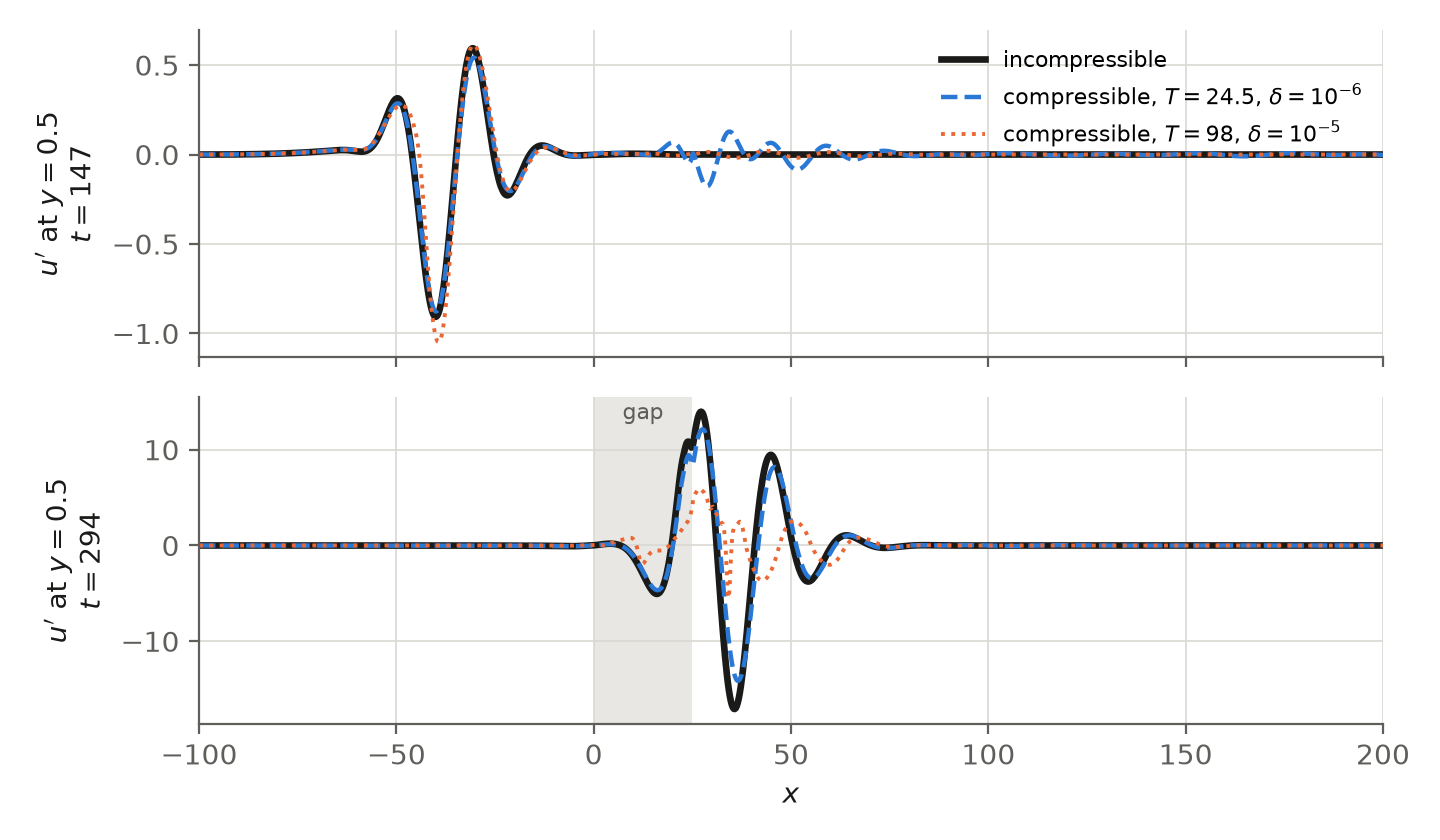 u′ at y = 0.5
t = 147
0.5
0.0
−0.5
−1.0
incompressible
compressible, T = 24.5, δ = 10⁻⁶
compressible, T = 98, δ = 10⁻⁵
u′ at y = 0.5
t = 294
10
0
−10
gap
−100
−50
0
50
100
150
200
x